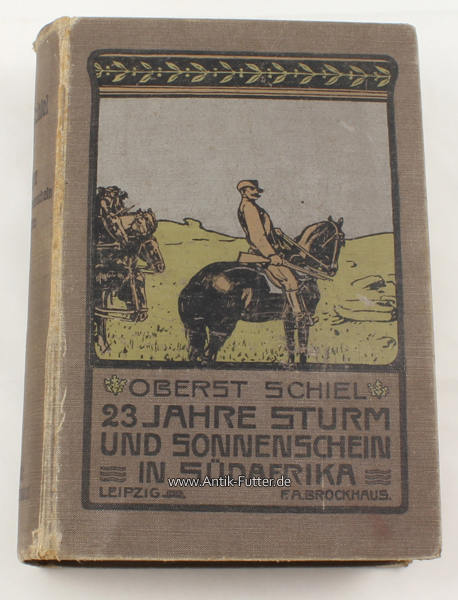 OBERST SCHIEL
23 JAHRE STURM
UND SONNENSCHEIN
IN SÜDAFRIKA
www.Antik-Futter.de
LEIPZIG F. A. BROCKHAUS.